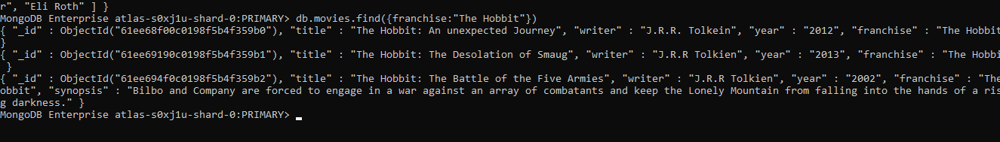 r", "Eli Roth" ] }
MongoDB Enterprise atlas-s0xj1u-shard-0:PRIMARY> db.movies.find({franchise:"The Hobbit"})
{ "_id" : ObjectId("61ee68f00c0198f5b4f359b0"), "title" : "The Hobbit: An unexpected Journey", "writer" : "J.R.R. Tolkein", "year" : "2012", "franchise" : "The Hobbit
}
{ "_id" : ObjectId("61ee69190c0198f5b4f359b1"), "title" : "The Hobbit: The Desolation of Smaug", "writer" : "J.R.R Tolkien", "year" : "2013", "franchise" : "The Hobbi
}
{ "_id" : ObjectId("61ee694f0c0198f5b4f359b2"), "title" : "The Hobbit: The Battle of the Five Armies", "writer" : "J.R.R Tolkien", "year" : "2002", "franchise" : "The
obbit", "synopsis" : "Bilbo and Company are forced to engage in a war against an array of combatants and keep the Lonely Mountain from falling into the hands of a ris
g darkness." }
MongoDB Enterprise atlas-s0xj1u-shard-0:PRIMARY>